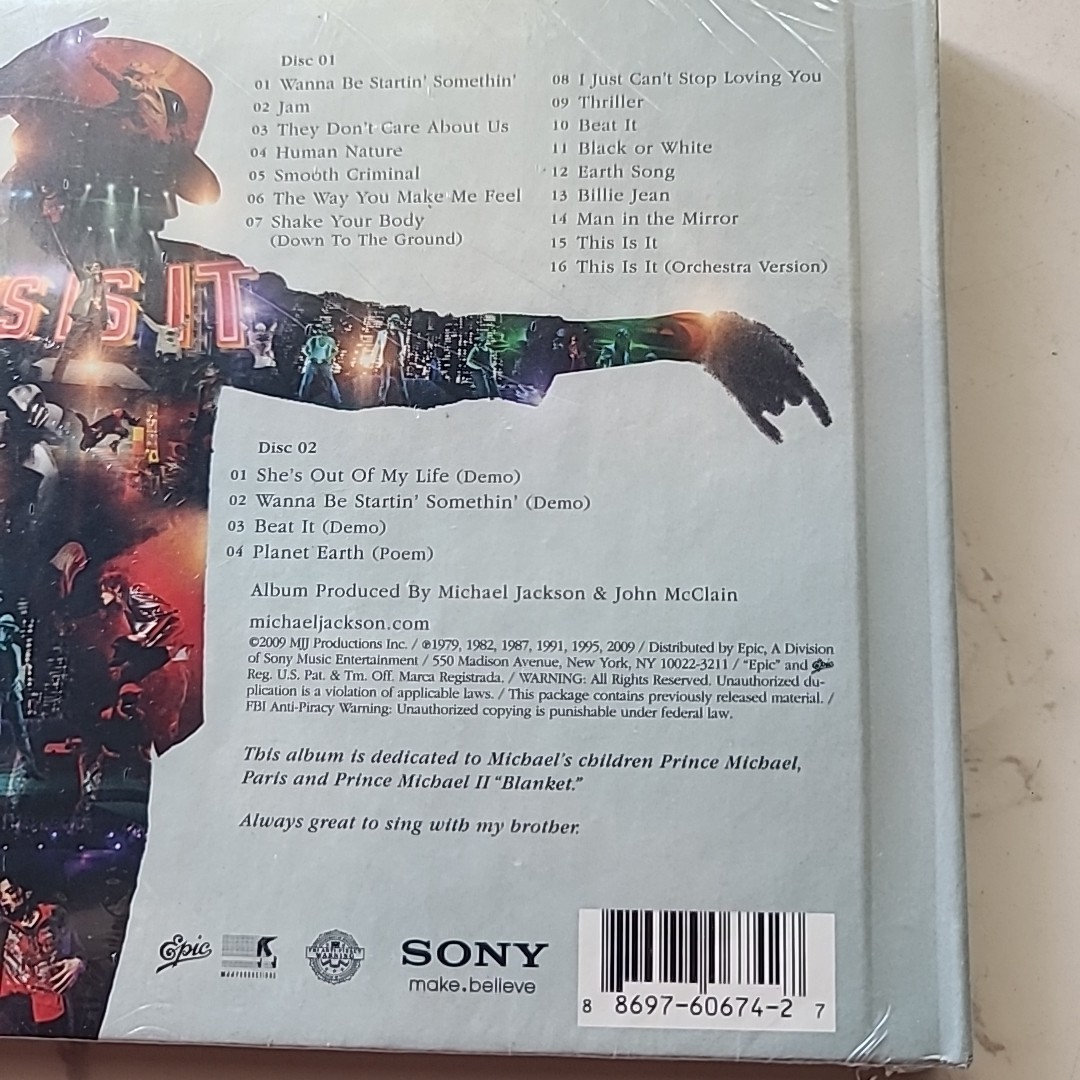 Disc 01
01 Wanna Be Startin' Somethin'
02 Jam
03 They Don't Care About Us
04 Human Nature
05 Smooth Criminal
06 The Way You Make Me Feel
07 Shake Your Body
(Down To The Ground)
08 I Just Can't Stop Loving You
09 Thriller
10 Beat It
11 Black or White
12 Earth Song
13 Billie Jean
14 Man in the Mirror
15 This Is It
16 This Is It (Orchestra Version)
S IS IT
Disc 02
01 She's Out Of My Life (Demo)
02 Wanna Be Startin' Somethin' (Demo)
03 Beat It (Demo)
04 Planet Earth (Poem)
Album Produced By Michael Jackson & John McClain
michaeljackson.com
©2009 MJJ Productions Inc. / ℗1979, 1982, 1987, 1991, 1995, 2009 / Distributed by Epic, A Division
of Sony Music Entertainment / 550 Madison Avenue, New York, NY 10022-3211 / "Epic" and Epic
Reg. U.S. Pat. & Tm. Off. Marca Registrada. / WARNING: All Rights Reserved. Unauthorized du-
plication is a violation of applicable laws. / This package contains previously released material. /
FBI Anti-Piracy Warning: Unauthorized copying is punishable under federal law.
This album is dedicated to Michael's children Prince Michael,
Paris and Prince Michael II "Blanket."
Always great to sing with my brother.
Epic
MJJPRODUCTIONS
FBI ANTI-PIRACY
WARNING
SONY
make.believe
8 8697-60674-2 7